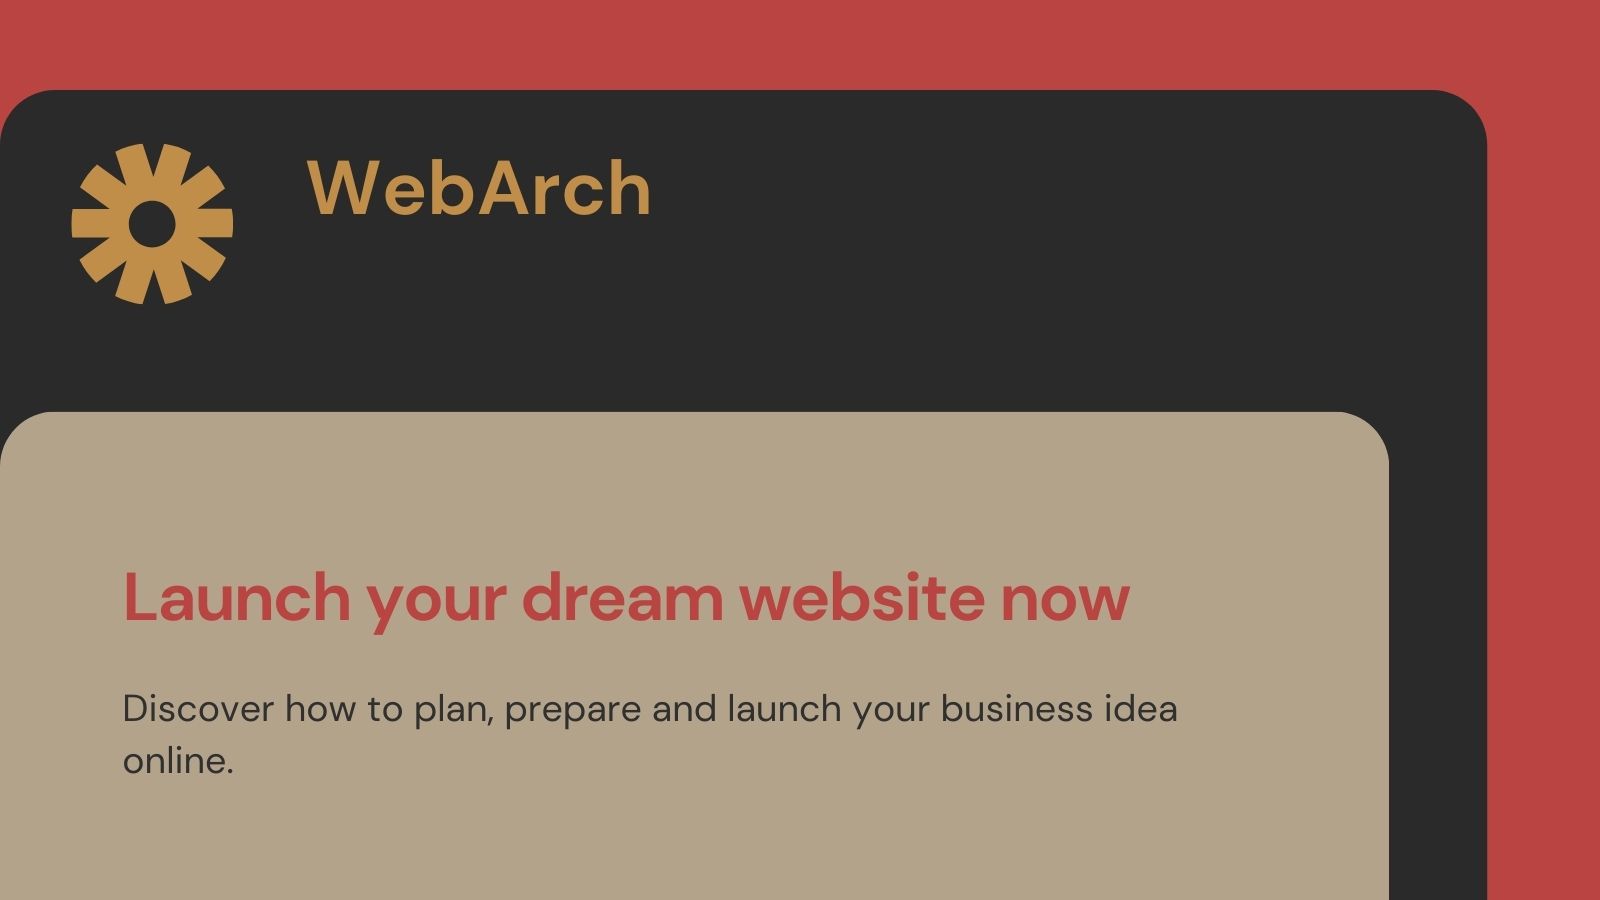 WebArch
Launch your dream website now
Discover how to plan, prepare and launch your business idea
online.